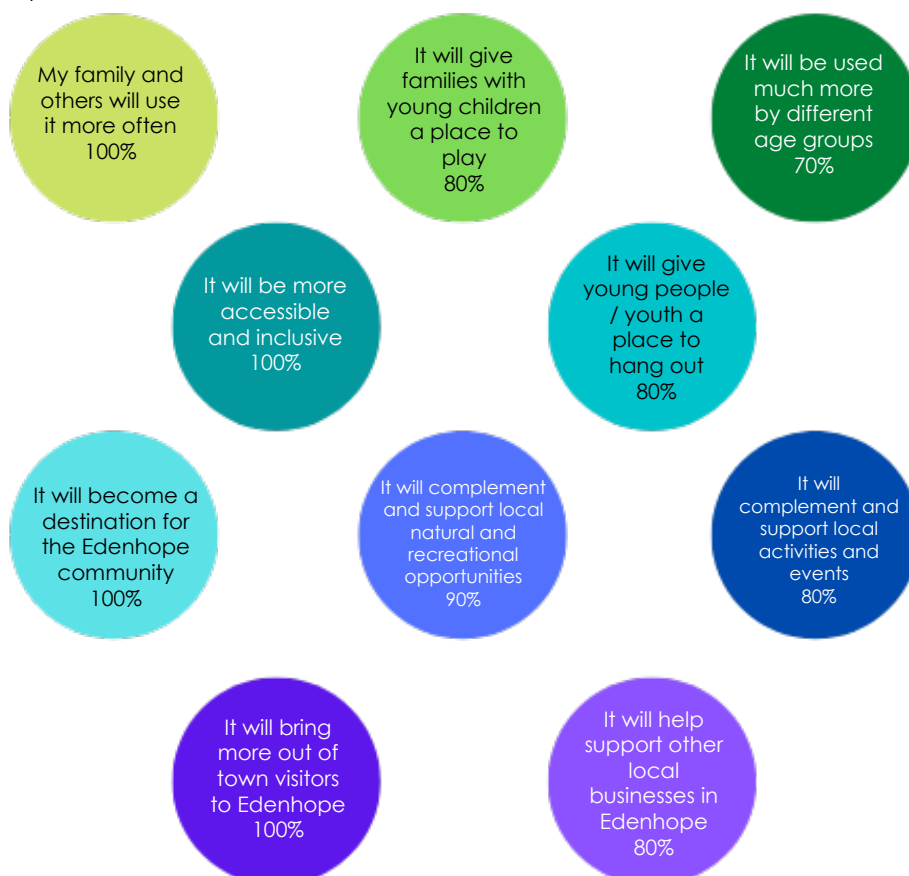 My family and
others will use
it more often
100%
It will give
families with
young children
a place to
play
80%
It will be used
much more
by different
age groups
70%
It will be more
accessible
and inclusive
100%
It will give
young people
/ youth a
place to
hang out
80%
It will become a
destination for
the Edenhope
community
100%
It will complement
and support local
natural and
recreational
opportunities
90%
It will
complement and
support local
activities and
events
80%
It will bring
more out of
town visitors
to Edenhope
100%
It will help
support other
local
businesses in
Edenhope
80%